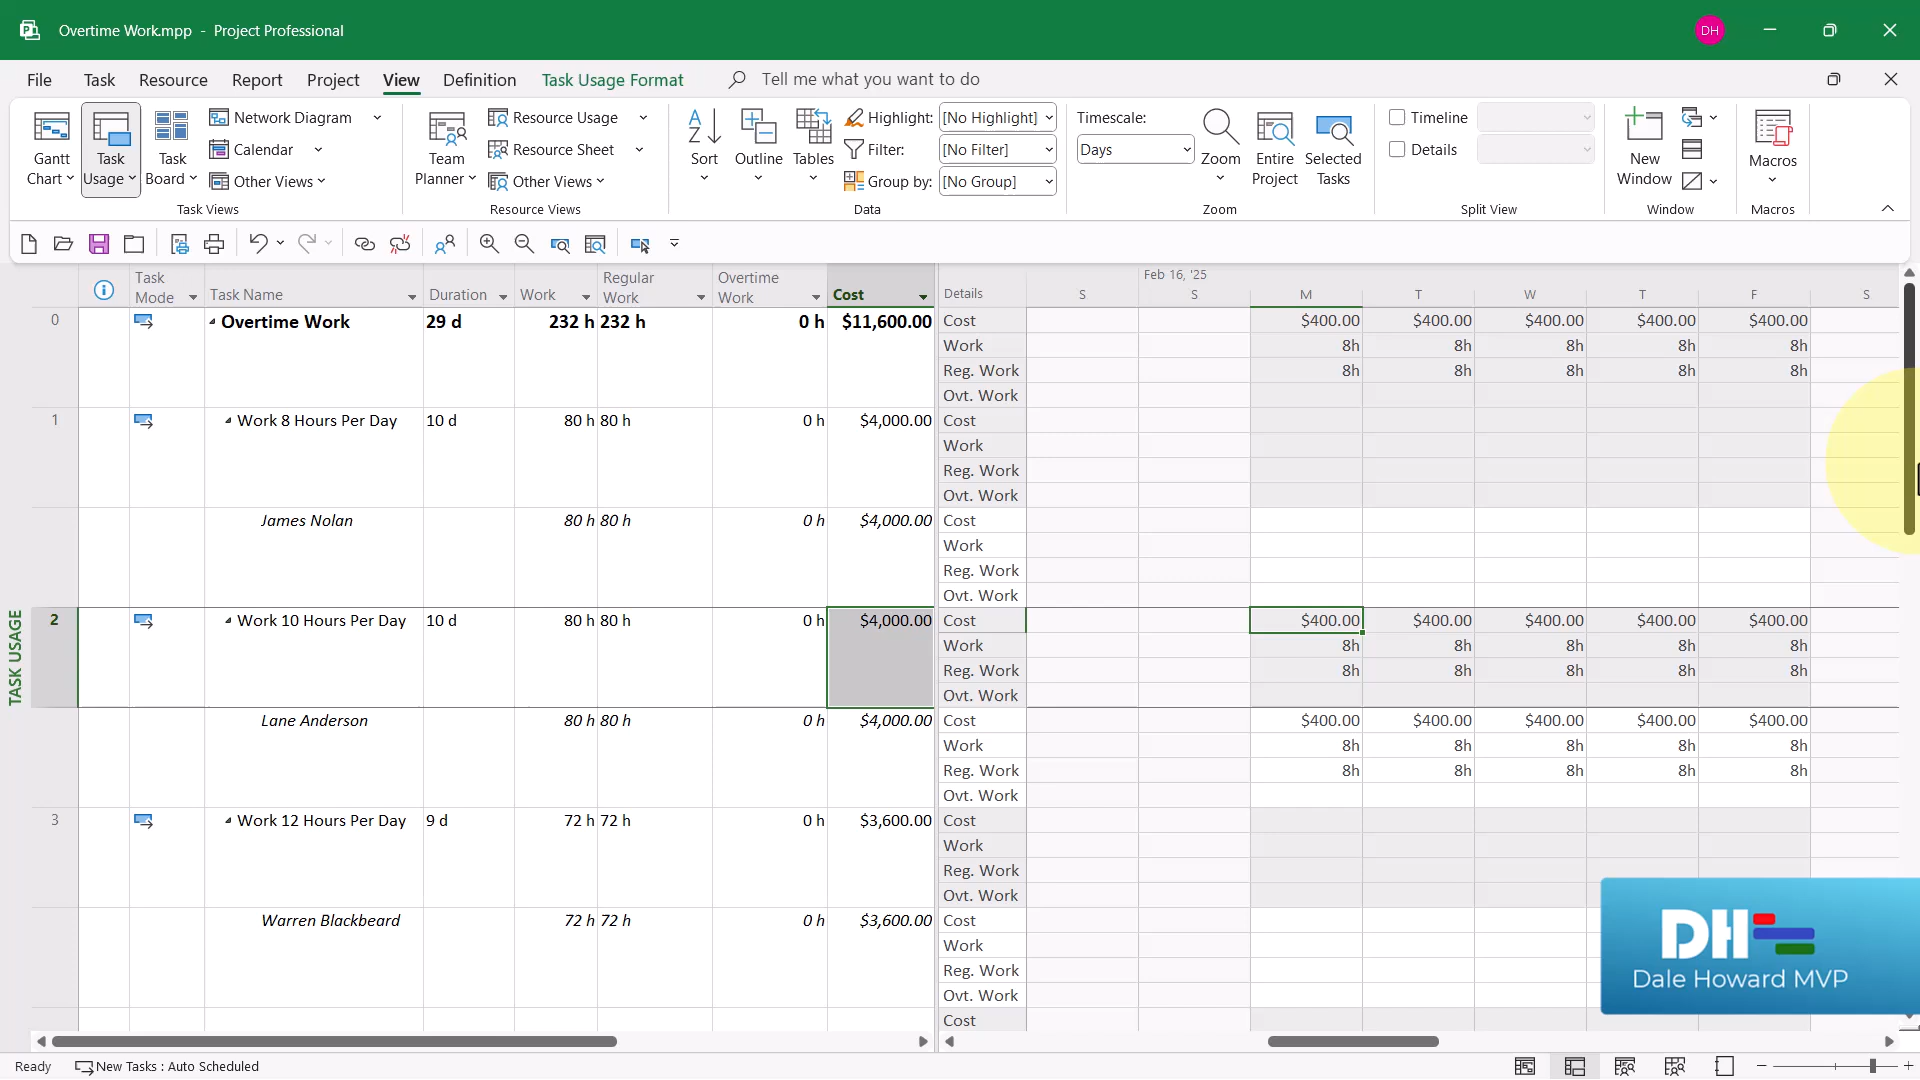 Overtime Work.mpp - Project Professional
DH
File Task Resource Report Project View Definition Task Usage Format Tell me what you want to do
Gantt Chart
Task Usage
Task Board
Network Diagram
Calendar
Other Views
Task Views
Team Planner
Resource Usage
Resource Sheet
Other Views
Resource Views
Sort
Outline
Tables
Highlight: [No Highlight]
Filter: [No Filter]
Group by: [No Group]
Data
Timescale:
Days
Zoom
Entire Project
Selected Tasks
Zoom
Timeline
Details
Split View
New Window
Window
Macros
Macros
Task Mode Task Name Duration Work Regular Work Overtime Work Cost Details
Feb 16, '25
S S M T W T F S
0 Overtime Work 29 d 232 h 232 h 0 h $11,600.00 Cost $400.00 $400.00 $400.00 $400.00 $400.00
Work 8h 8h 8h 8h 8h
Reg. Work 8h 8h 8h 8h 8h
Ovt. Work
1 Work 8 Hours Per Day 10 d 80 h 80 h 0 h $4,000.00 Cost
Work
Reg. Work
Ovt. Work
James Nolan 80 h 80 h 0 h $4,000.00 Cost
Work
Reg. Work
Ovt. Work
2 Work 10 Hours Per Day 10 d 80 h 80 h 0 h $4,000.00 Cost $400.00 $400.00 $400.00 $400.00 $400.00
Work 8h 8h 8h 8h 8h
Reg. Work 8h 8h 8h 8h 8h
Ovt. Work
Lane Anderson 80 h 80 h 0 h $4,000.00 Cost $400.00 $400.00 $400.00 $400.00 $400.00
Work 8h 8h 8h 8h 8h
Reg. Work 8h 8h 8h 8h 8h
Ovt. Work
3 Work 12 Hours Per Day 9 d 72 h 72 h 0 h $3,600.00 Cost
Work
Reg. Work
Ovt. Work
Warren Blackbeard 72 h 72 h 0 h $3,600.00 Cost
Work
Reg. Work
Ovt. Work
Cost
TASK USAGE
DH
Dale Howard MVP
Ready New Tasks : Auto Scheduled